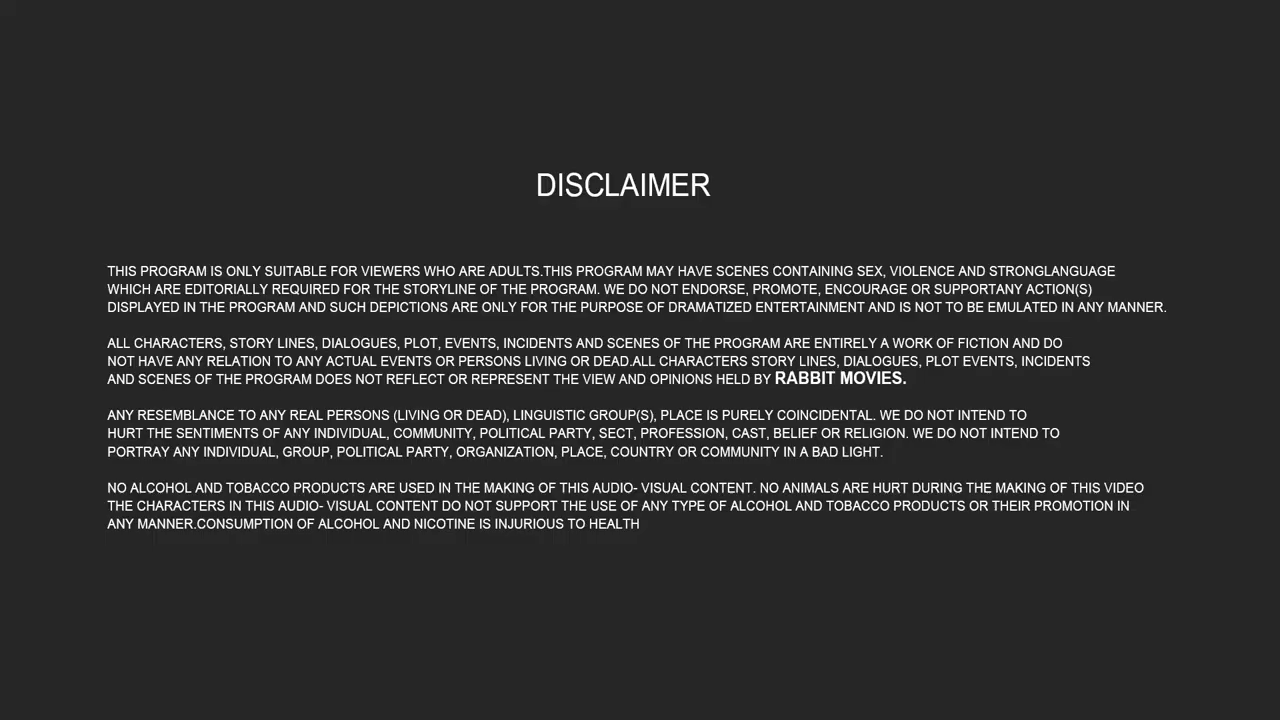 DISCLAIMER
THIS PROGRAM IS ONLY SUITABLE FOR VIEWERS WHO ARE ADULTS.THIS PROGRAM MAY HAVE SCENES CONTAINING SEX, VIOLENCE AND STRONGLANGUAGE
WHICH ARE EDITORIALLY REQUIRED FOR THE STORYLINE OF THE PROGRAM. WE DO NOT ENDORSE, PROMOTE, ENCOURAGE OR SUPPORTANY ACTION(S)
DISPLAYED IN THE PROGRAM AND SUCH DEPICTIONS ARE ONLY FOR THE PURPOSE OF DRAMATIZED ENTERTAINMENT AND IS NOT TO BE EMULATED IN ANY MANNER.
ALL CHARACTERS, STORY LINES, DIALOGUES, PLOT, EVENTS, INCIDENTS AND SCENES OF THE PROGRAM ARE ENTIRELY A WORK OF FICTION AND DO
NOT HAVE ANY RELATION TO ANY ACTUAL EVENTS OR PERSONS LIVING OR DEAD.ALL CHARACTERS STORY LINES, DIALOGUES, PLOT EVENTS, INCIDENTS
AND SCENES OF THE PROGRAM DOES NOT REFLECT OR REPRESENT THE VIEW AND OPINIONS HELD BY RABBIT MOVIES.
ANY RESEMBLANCE TO ANY REAL PERSONS (LIVING OR DEAD), LINGUISTIC GROUP(S), PLACE IS PURELY COINCIDENTAL. WE DO NOT INTEND TO
HURT THE SENTIMENTS OF ANY INDIVIDUAL, COMMUNITY, POLITICAL PARTY, SECT, PROFESSION, CAST, BELIEF OR RELIGION. WE DO NOT INTEND TO
PORTRAY ANY INDIVIDUAL, GROUP, POLITICAL PARTY, ORGANIZATION, PLACE, COUNTRY OR COMMUNITY IN A BAD LIGHT.
NO ALCOHOL AND TOBACCO PRODUCTS ARE USED IN THE MAKING OF THIS AUDIO- VISUAL CONTENT. NO ANIMALS ARE HURT DURING THE MAKING OF THIS VIDEO
THE CHARACTERS IN THIS AUDIO- VISUAL CONTENT DO NOT SUPPORT THE USE OF ANY TYPE OF ALCOHOL AND TOBACCO PRODUCTS OR THEIR PROMOTION IN
ANY MANNER.CONSUMPTION OF ALCOHOL AND NICOTINE IS INJURIOUS TO HEALTH